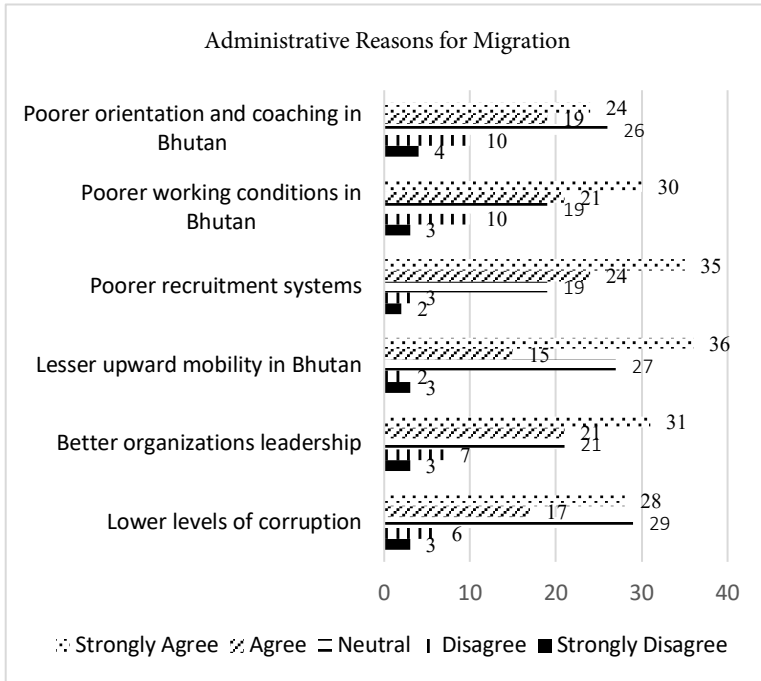 Administrative Reasons for Migration
Poorer orientation and coaching in
Bhutan
24
19
26
10
4
Poorer working conditions in
Bhutan
30
21
19
10
3
Poorer recruitment systems
35
24
19
3
2
Lesser upward mobility in Bhutan
36
15
27
2
3
Better organizations leadership
31
21
21
7
3
Lower levels of corruption
28
17
29
6
3
0 10 20 30 40
Strongly Agree Agree Neutral Disagree Strongly Disagree